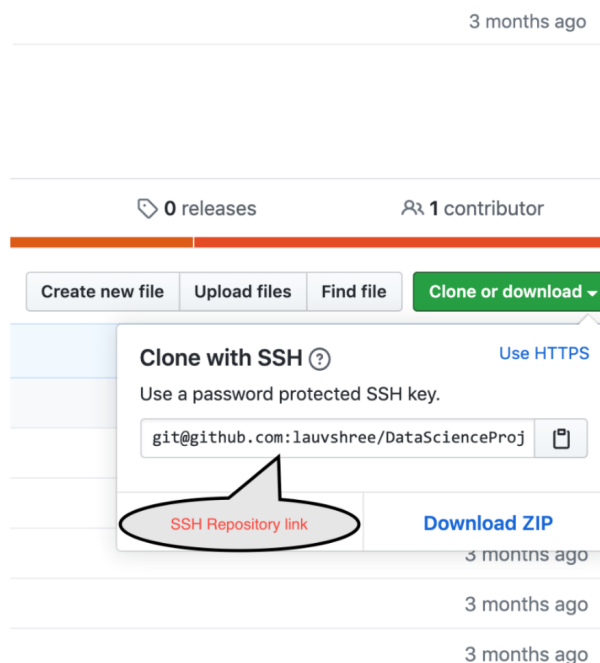 3 months ago
0 releases
1 contributor
Create new file
Upload files
Find file
Clone or download
Clone with SSH ?
Use HTTPS
Use a password protected SSH key.
git@github.com:lauvshree/DataScienceProj
SSH Repository link
Download ZIP
3 months ago
3 months ago
3 months ago